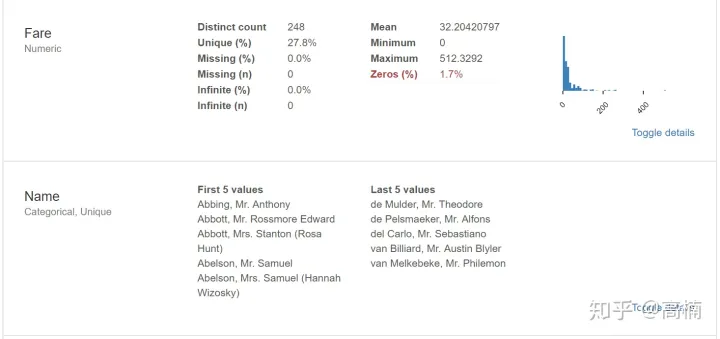 Fare
Numeric
Distinct count 248
Unique (%) 27.8%
Missing (%) 0.0%
Missing (n) 0
Infinite (%) 0.0%
Infinite (n) 0
Mean 32.20420797
Minimum 0
Maximum 512.3292
Zeros (%) 1.7%
0
200
400
Toggle details
Name
Categorical, Unique
First 5 values
Abbing, Mr. Anthony
Abbott, Mr. Rossmore Edward
Abbott, Mrs. Stanton (Rosa
Hunt)
Abelson, Mr. Samuel
Abelson, Mrs. Samuel (Hannah
Wizosky)
Last 5 values
de Mulder, Mr. Theodore
de Pelsmaeker, Mr. Alfons
del Carlo, Mr. Sebastiano
van Billiard, Mr. Austin Blyler
van Melkebeke, Mr. Philemon
Toggle details
知乎 @高楠